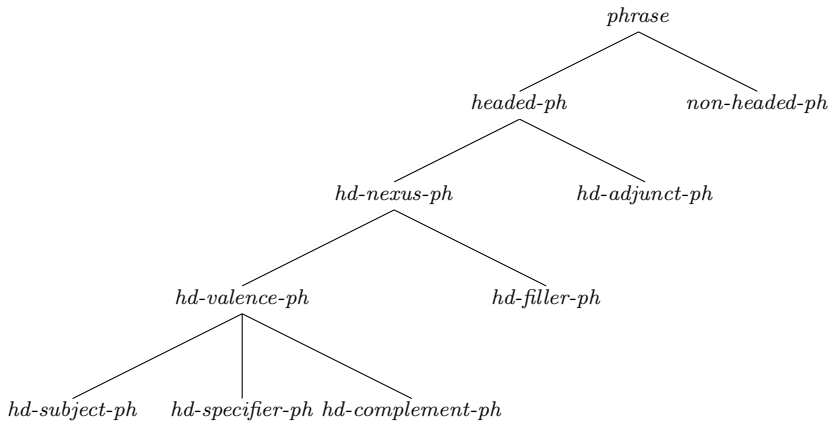 phrase
headed-ph non-headed-ph
hd-nexus-ph hd-adjunct-ph
hd-valence-ph hd-filler-ph
hd-subject-ph hd-specifier-ph hd-complement-ph